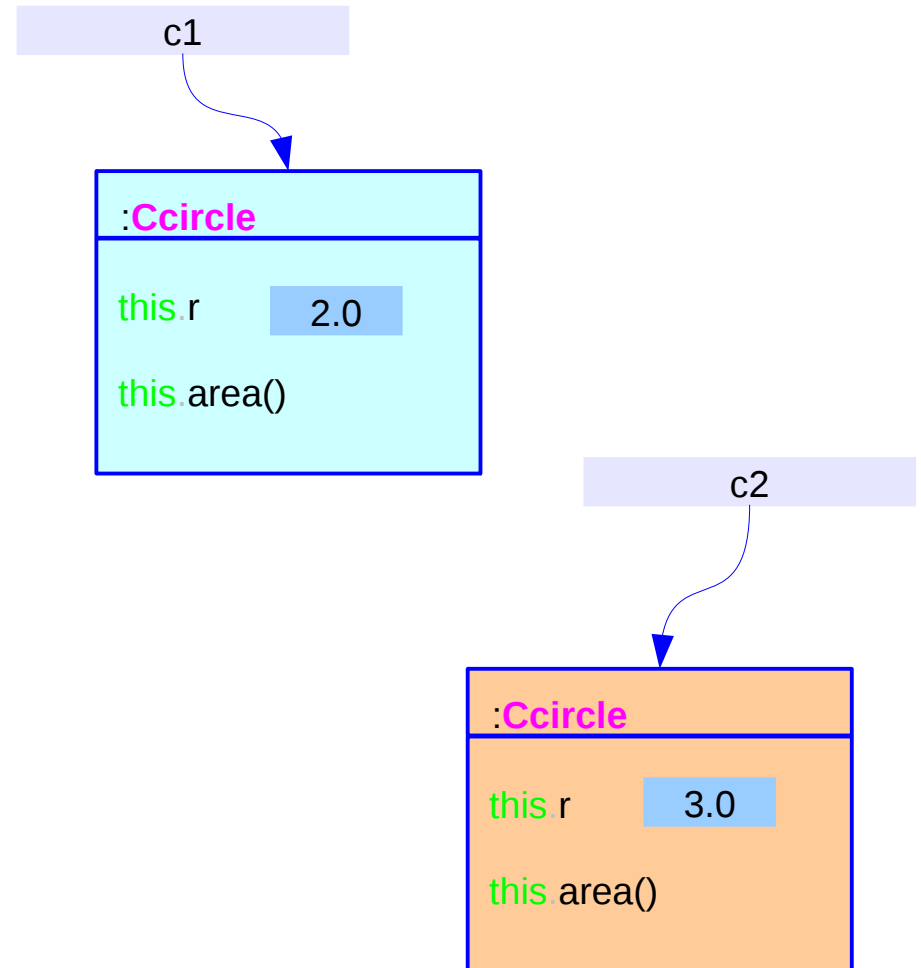 c1
:Ccircle
this.r 2.0
this.area()
c2
:Ccircle
this.r 3.0
this.area()